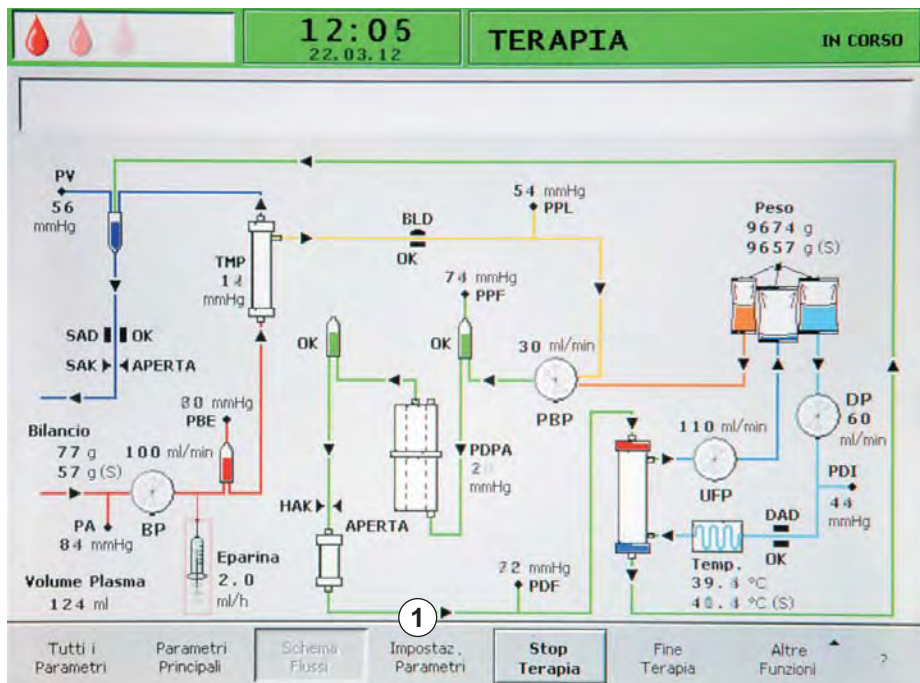 12:05
22.03.12
TERAPIA
IN CORSO
PV
56
mmHg
54 mmHg
PPL
BLD
OK
Peso
9674 g
9657 g (S)
TMP
mmHg
74 mmHg
PPF
SAD
OK
SAK
APERTA
OK
OK
30 ml/min
PBP
DP
60
ml/min
mmHg
PBE
Bilancio
77 g
57 g (S)
100 ml/min
110 ml/min
UFP
PDPA
mmHg
PDI
44
mmHg
HAK
APERTA
PA
84 mmHg
BP
DAD
OK
Eparina
2.0
ml/h
mmHg
PDF
Temp.
°C
°C (S)
Volume Plasma
124 ml
1
Tutti i
Parametri
Parametri
Principali
Schema
Flussi
Impostaz.
Parametri
Stop
Terapia
Fine
Terapia
Altre
Funzioni
?